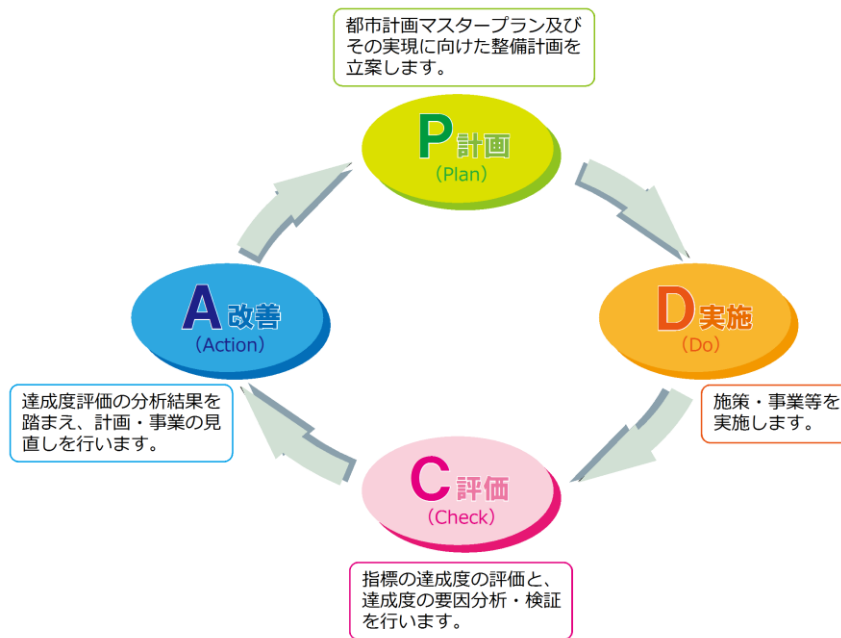 都市計画マスタープラン及び
その実現に向けた整備計画を
立案します。
P 計画
(Plan)
D 実施
(Do)
施策・事業等を
実施します。
C 評価
(Check)
指標の達成度の評価と、
達成度の要因分析・検証
を行います。
A 改善
(Action)
達成度評価の分析結果を
踏まえ、計画・事業の見
直しを行います。